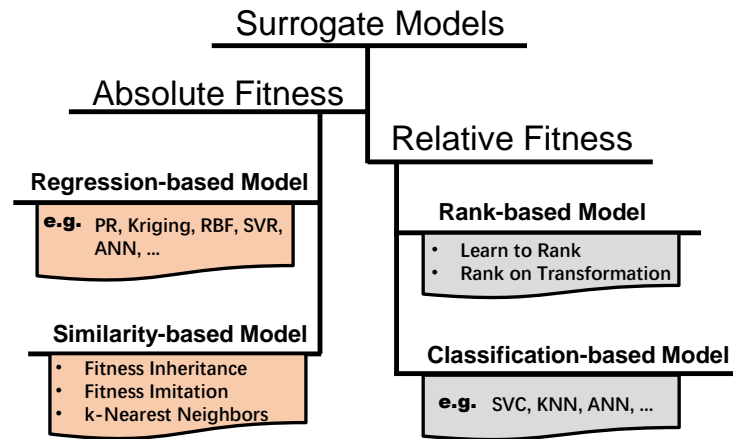 Surrogate Models
Absolute Fitness
Relative Fitness
Regression-based Model
e.g. PR, Kriging, RBF, SVR,
ANN, ...
Similarity-based Model
• Fitness Inheritance
• Fitness Imitation
• k-Nearest Neighbors
Rank-based Model
• Learn to Rank
• Rank on Transformation
Classification-based Model
e.g. SVC, KNN, ANN, ...